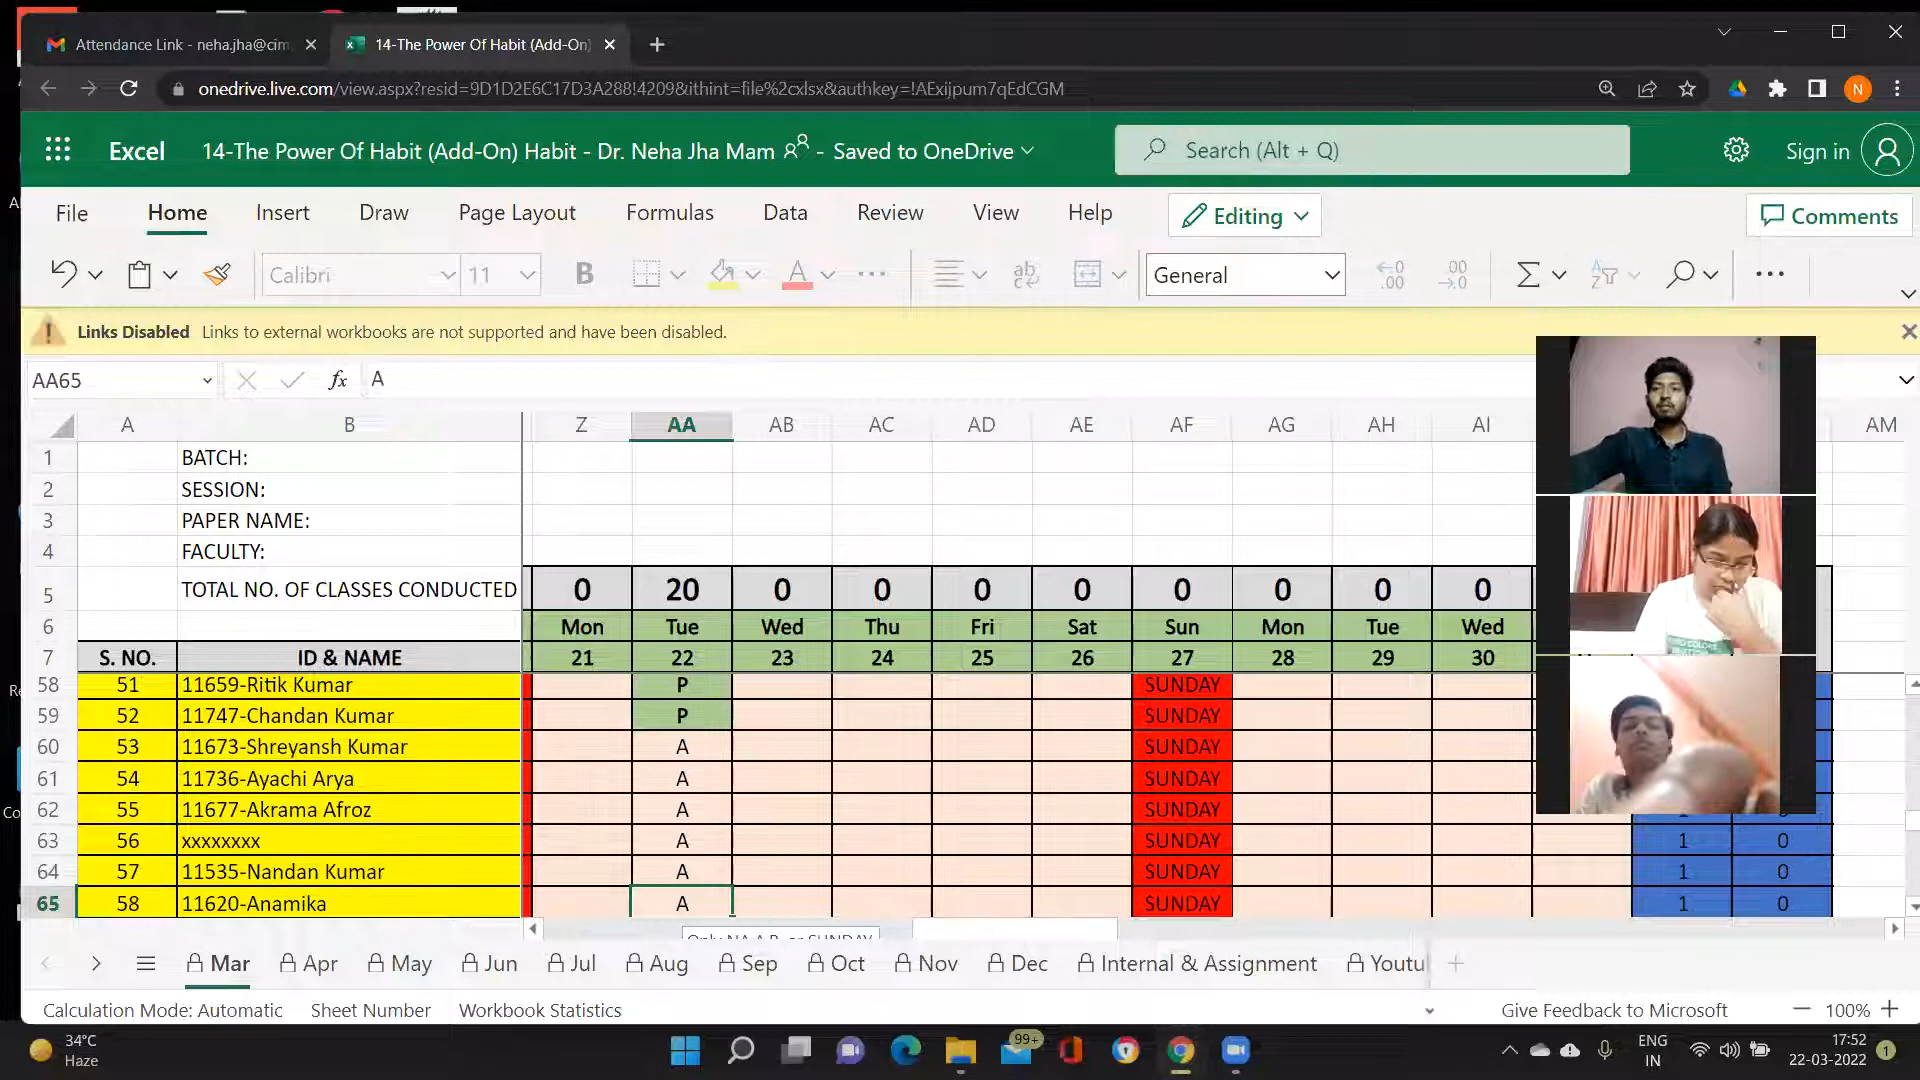 Attendance Link - neha.jha@cim
14-The Power Of Habit (Add-On)
onedrive.live.com/view.aspx?resid=9D1D2E6C17D3A288!4209&ithint=file%2cxlsx&authkey=!AExijpum7qEdCGM
N
Excel 14-The Power Of Habit (Add-On) Habit - Dr. Neha Jha Mam - Saved to OneDrive Search (Alt + Q) Sign in
File Home Insert Draw Page Layout Formulas Data Review View Help Editing Comments
Calibri 11 B A ab General
Links Disabled Links to external workbooks are not supported and have been disabled.
AA65 fx A
A B Z AA AB AC AD AE AF AG AH AI AM
1 BATCH:
2 SESSION:
3 PAPER NAME:
4 FACULTY:
5 TOTAL NO. OF CLASSES CONDUCTED 0 20 0 0 0 0 0 0 0 0
6 Mon Tue Wed Thu Fri Sat Sun Mon Tue Wed
7 S. NO. ID & NAME 21 22 23 24 25 26 27 28 29 30
58 51 11659-Ritik Kumar P SUNDAY
59 52 11747-Chandan Kumar P SUNDAY
60 53 11673-Shreyansh Kumar A SUNDAY
61 54 11736-Ayachi Arya A SUNDAY
62 55 11677-Akrama Afroz A SUNDAY
63 56 xxxxxxxx A SUNDAY 1 0
64 57 11535-Nandan Kumar A SUNDAY 1 0
65 58 11620-Anamika A SUNDAY 1 0
Mar Apr May Jun Jul Aug Sep Oct Nov Dec Internal & Assignment Youtu
Calculation Mode: Automatic Sheet Number Workbook Statistics Give Feedback to Microsoft 100%
34°C
Haze
99+
ENG
IN
17:52
22-03-2022
1